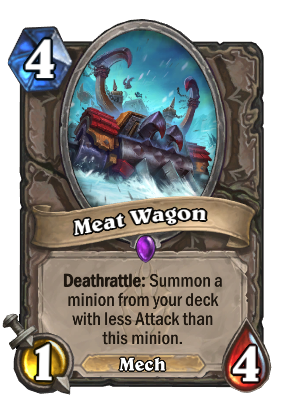 4
Meat Wagon
Deathrattle: Summon a
minion from your deck
with less Attack than
this minion.
1
Mech
4